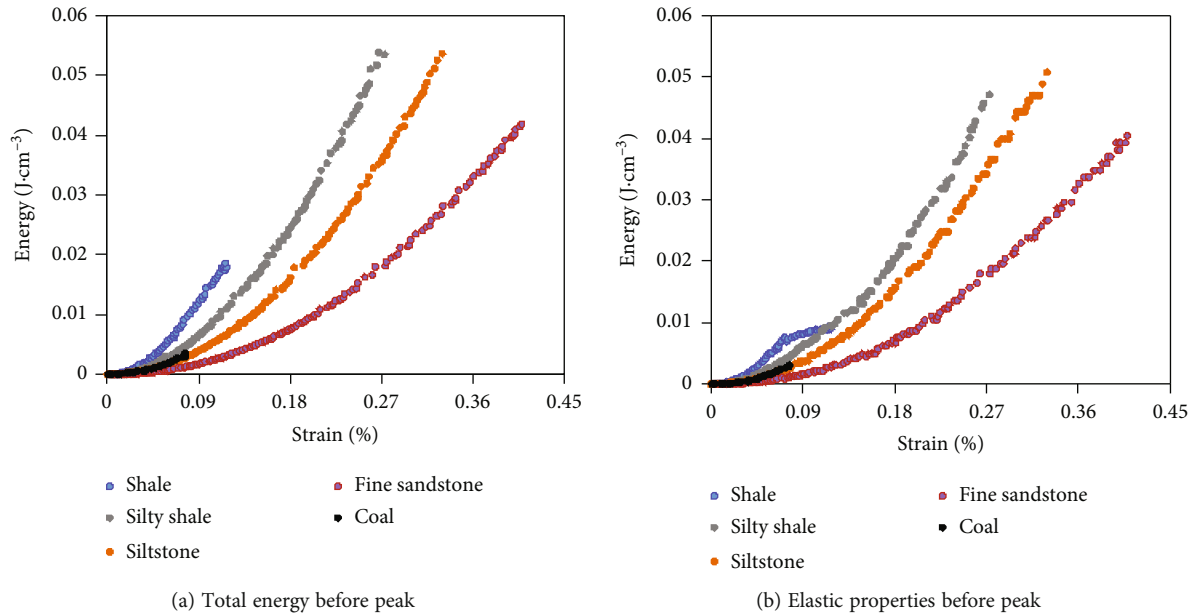 0.06
0.05
0.04
0.03
0.02
0.01
0
Energy (J·cm⁻³)
0 0.09 0.18 0.27 0.36 0.45
Strain (%)
Shale
Silty shale
Siltstone
Fine sandstone
Coal
(a) Total energy before peak
0.06
0.05
0.04
0.03
0.02
0.01
0
Energy (J·cm⁻³)
0 0.09 0.18 0.27 0.36 0.45
Strain (%)
Shale
Silty shale
Siltstone
Fine sandstone
Coal
(b) Elastic properties before peak